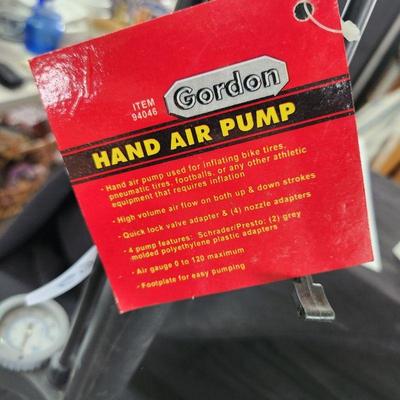 ITEM
94046
Gordon
HAND AIR PUMP
- Hand air pump used for inflating bike tires,
pneumatic tires, footballs, or any other athletic
equipment that requires inflation
- High volume air flow on both up & down strokes
- Quick lock valve adapter & (4) nozzle adapters
- 4 pump features: Schrader/Presto: (2) grey
molded polyethylene plastic adapters
- Air gauge 0 to 120 maximum
- Footplate for easy pumping